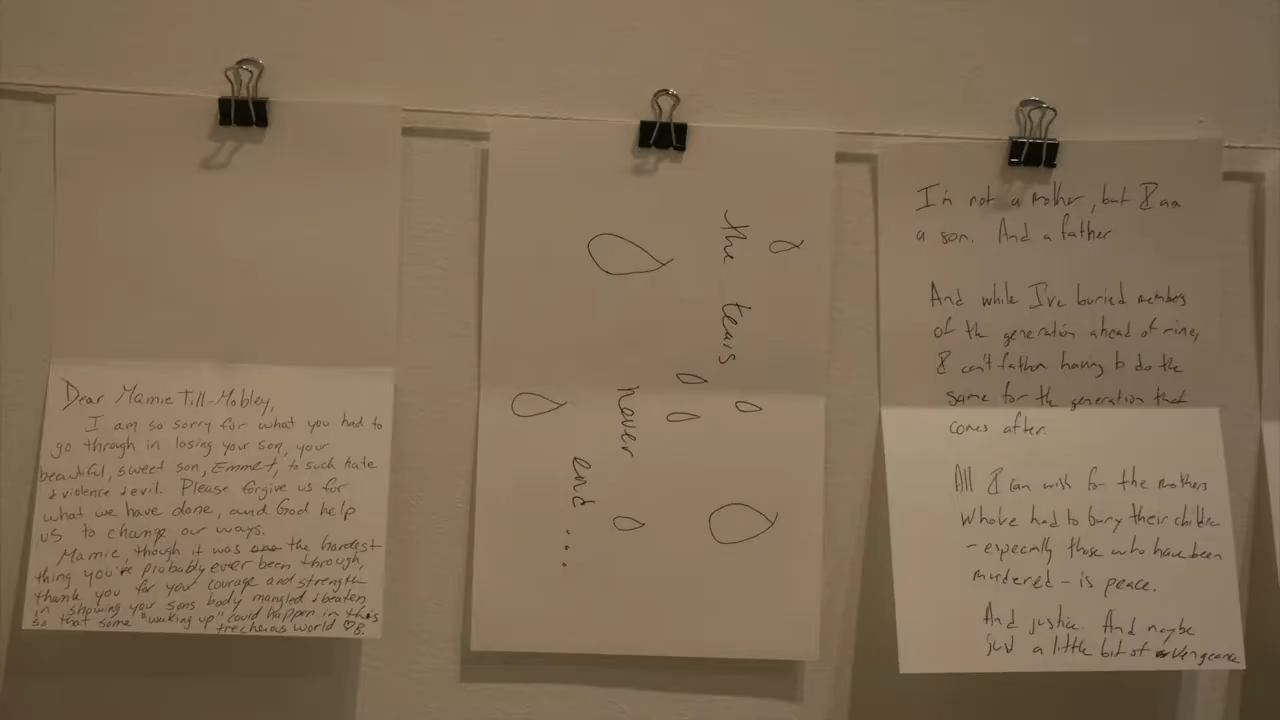 Dear Mamie Till-Mobley,
I am so sorry for what you had to
go through in losing your son, your
beautiful, sweet son, Emmet, to such hate
& violence & evil. Please forgive us for
what we have done, and God help
us to change our ways.
Mamie, though it was the hardest
thing you've probably ever been through,
thank you for your courage and strength
in showing your sons body mangled & beaten
so that some "waking up" could happen in this
trecherous world ♡B.
the tears
never
end...
I'm not a mother, but I am
a son. And a father
And while I've buried members
of the generation ahead of mine,
I can't fathom having to do the
same for the generation that
comes after.
All I can wish for the mothers
who've had to bury their children
- especially those who have been
murdered - is peace.
And justice. And maybe
just a little bit of vengeance